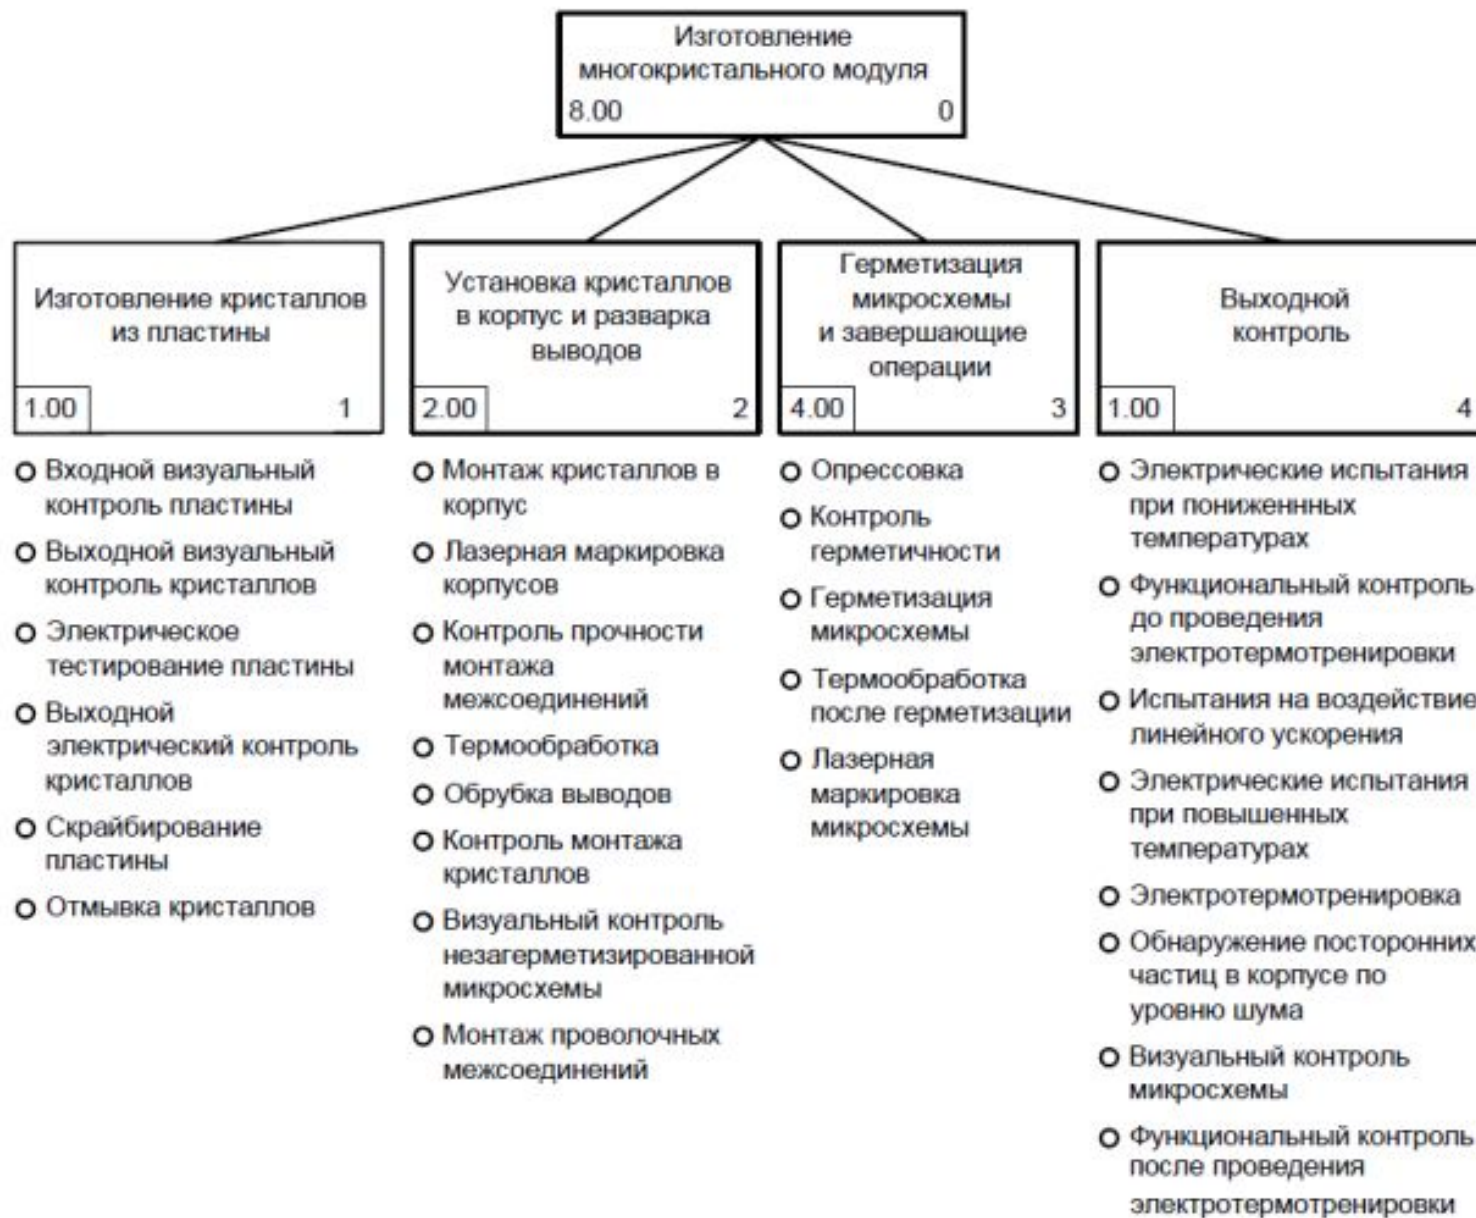 Изготовление
многокристального модуля
8.00 0
Изготовление кристаллов
из пластины
1.00 1
Входной визуальный
контроль пластины
Выходной визуальный
контроль кристаллов
Электрическое
тестирование пластины
Выходной
электрический контроль
кристаллов
Скрайбирование
пластины
Отмывка кристаллов
Установка кристаллов
в корпус и разварка
выводов
2.00 2
Монтаж кристаллов в
корпус
Лазерная маркировка
корпусов
Контроль прочности
монтажа
межсоединений
Термообработка
Обрубка выводов
Контроль монтажа
кристаллов
Визуальный контроль
незагерметизированной
микросхемы
Монтаж проволочных
межсоединений
Герметизация
микросхемы
и завершающие
операции
4.00 3
Опрессовка
Контроль
герметичности
Герметизация
микросхемы
Термообработка
после герметизации
Лазерная
маркировка
микросхемы
Выходной
контроль
1.00 4
Электрические испытания
при пониженнных
температурах
Функциональный контроль
до проведения
электротермотренировки
Испытания на воздействие
линейного ускорения
Электрические испытания
при повышенных
температурах
Электротермотренировка
Обнаружение посторонних
частиц в корпусе по
уровню шума
Визуальный контроль
микросхемы
Функциональный контроль
после проведения
электротермотренировки